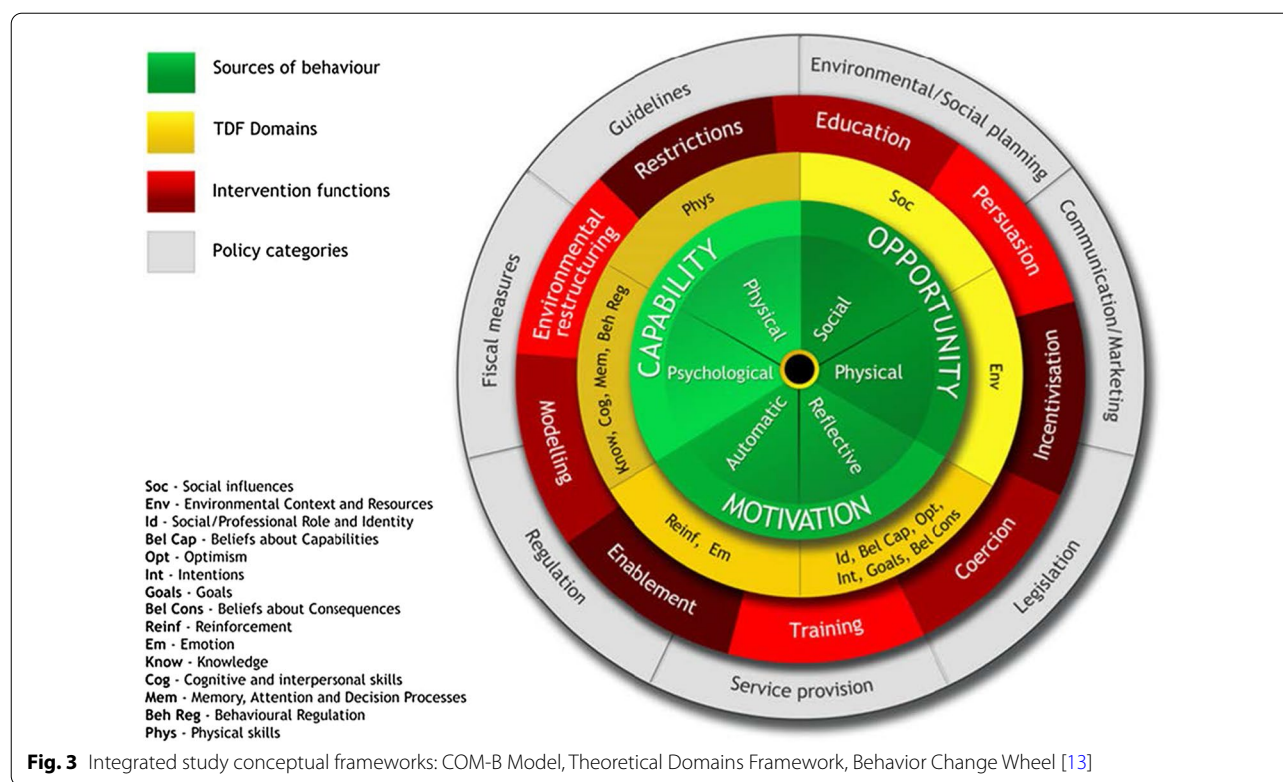 Sources of behaviour
TDF Domains
Intervention functions
Policy categories
Guidelines
Environmental/Social planning
Communication/Marketing
Legislation
Service provision
Regulation
Fiscal measures
Restrictions
Education
Persuasion
Incentivisation
Coercion
Training
Enablement
Modelling
Environmental
restructuring
Phys
Soc
Env
Id, Bel Cap, Opt,
Int, Goals, Bel Cons
Reinf, Em
Know, Cog, Mem, Beh Reg
CAPABILITY
OPPORTUNITY
MOTIVATION
Physical
Social
Physical
Reflective
Automatic
Psychological
Soc - Social influences
Env - Environmental Context and Resources
Id - Social/Professional Role and Identity
Bel Cap - Beliefs about Capabilities
Opt - Optimism
Int - Intentions
Goals - Goals
Bel Cons - Beliefs about Consequences
Reinf - Reinforcement
Em - Emotion
Know - Knowledge
Cog - Cognitive and interpersonal skills
Mem - Memory, Attention and Decision Processes
Beh Reg - Behavioural Regulation
Phys - Physical skills
Fig. 3 Integrated study conceptual frameworks: COM-B Model, Theoretical Domains Framework, Behavior Change Wheel [13]